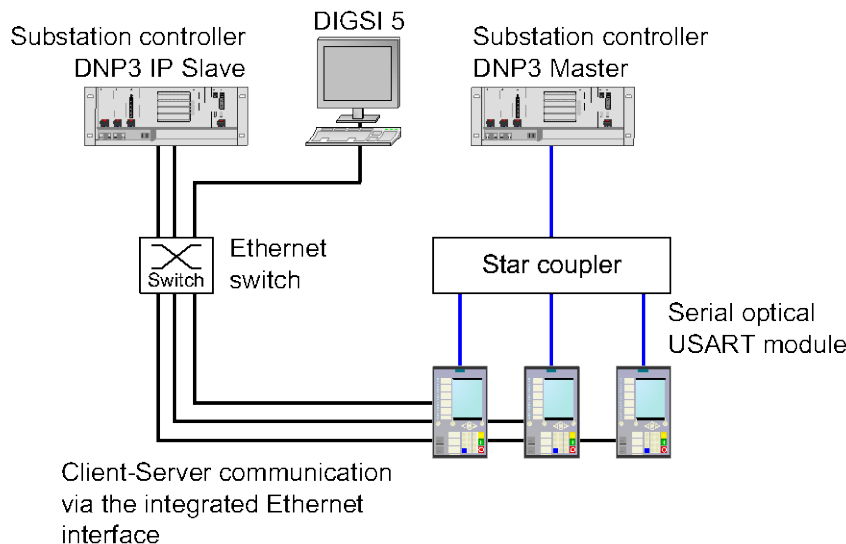 DIGSI 5
Substation controller
DNP3 IP Slave
Substation controller
DNP3 Master
Switch
Ethernet
switch
Star coupler
Serial optical
USART module
Client-Server communication
via the integrated Ethernet
interface